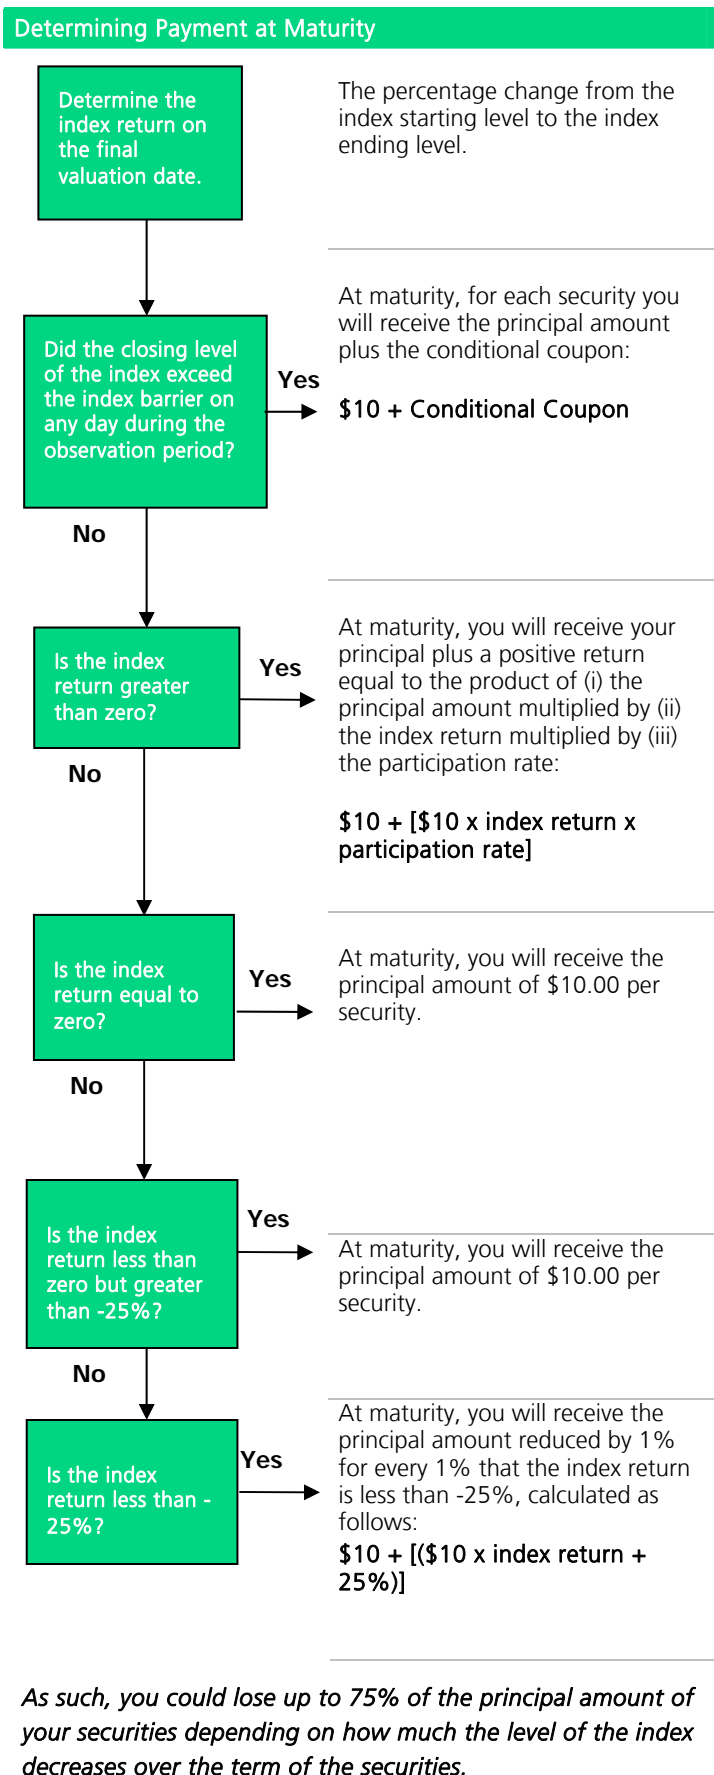 Determining Payment at Maturity
Determine the
index return on
the final
valuation date.
The percentage change from the
index starting level to the index
ending level.
Did the closing level
of the index exceed
the index barrier on
any day during the
observation period?
Yes
At maturity, for each security you
will receive the principal amount
plus the conditional coupon:
$10 + Conditional Coupon
No
Is the index
return greater
than zero?
Yes
At maturity, you will receive your
principal plus a positive return
equal to the product of (i) the
principal amount multiplied by (ii)
the index return multiplied by (iii)
the participation rate:
$10 + [$10 x index return x
participation rate]
No
Is the index
return equal to
zero?
Yes
At maturity, you will receive the
principal amount of $10.00 per
security.
No
Is the index
return less than
zero but greater
than -25%?
Yes
At maturity, you will receive the
principal amount of $10.00 per
security.
No
Is the index
return less than -
25%?
Yes
At maturity, you will receive the
principal amount reduced by 1%
for every 1% that the index return
is less than -25%, calculated as
follows:
$10 + [($10 x index return +
25%)]
As such, you could lose up to 75% of the principal amount of
your securities depending on how much the level of the index
decreases over the term of the securities.